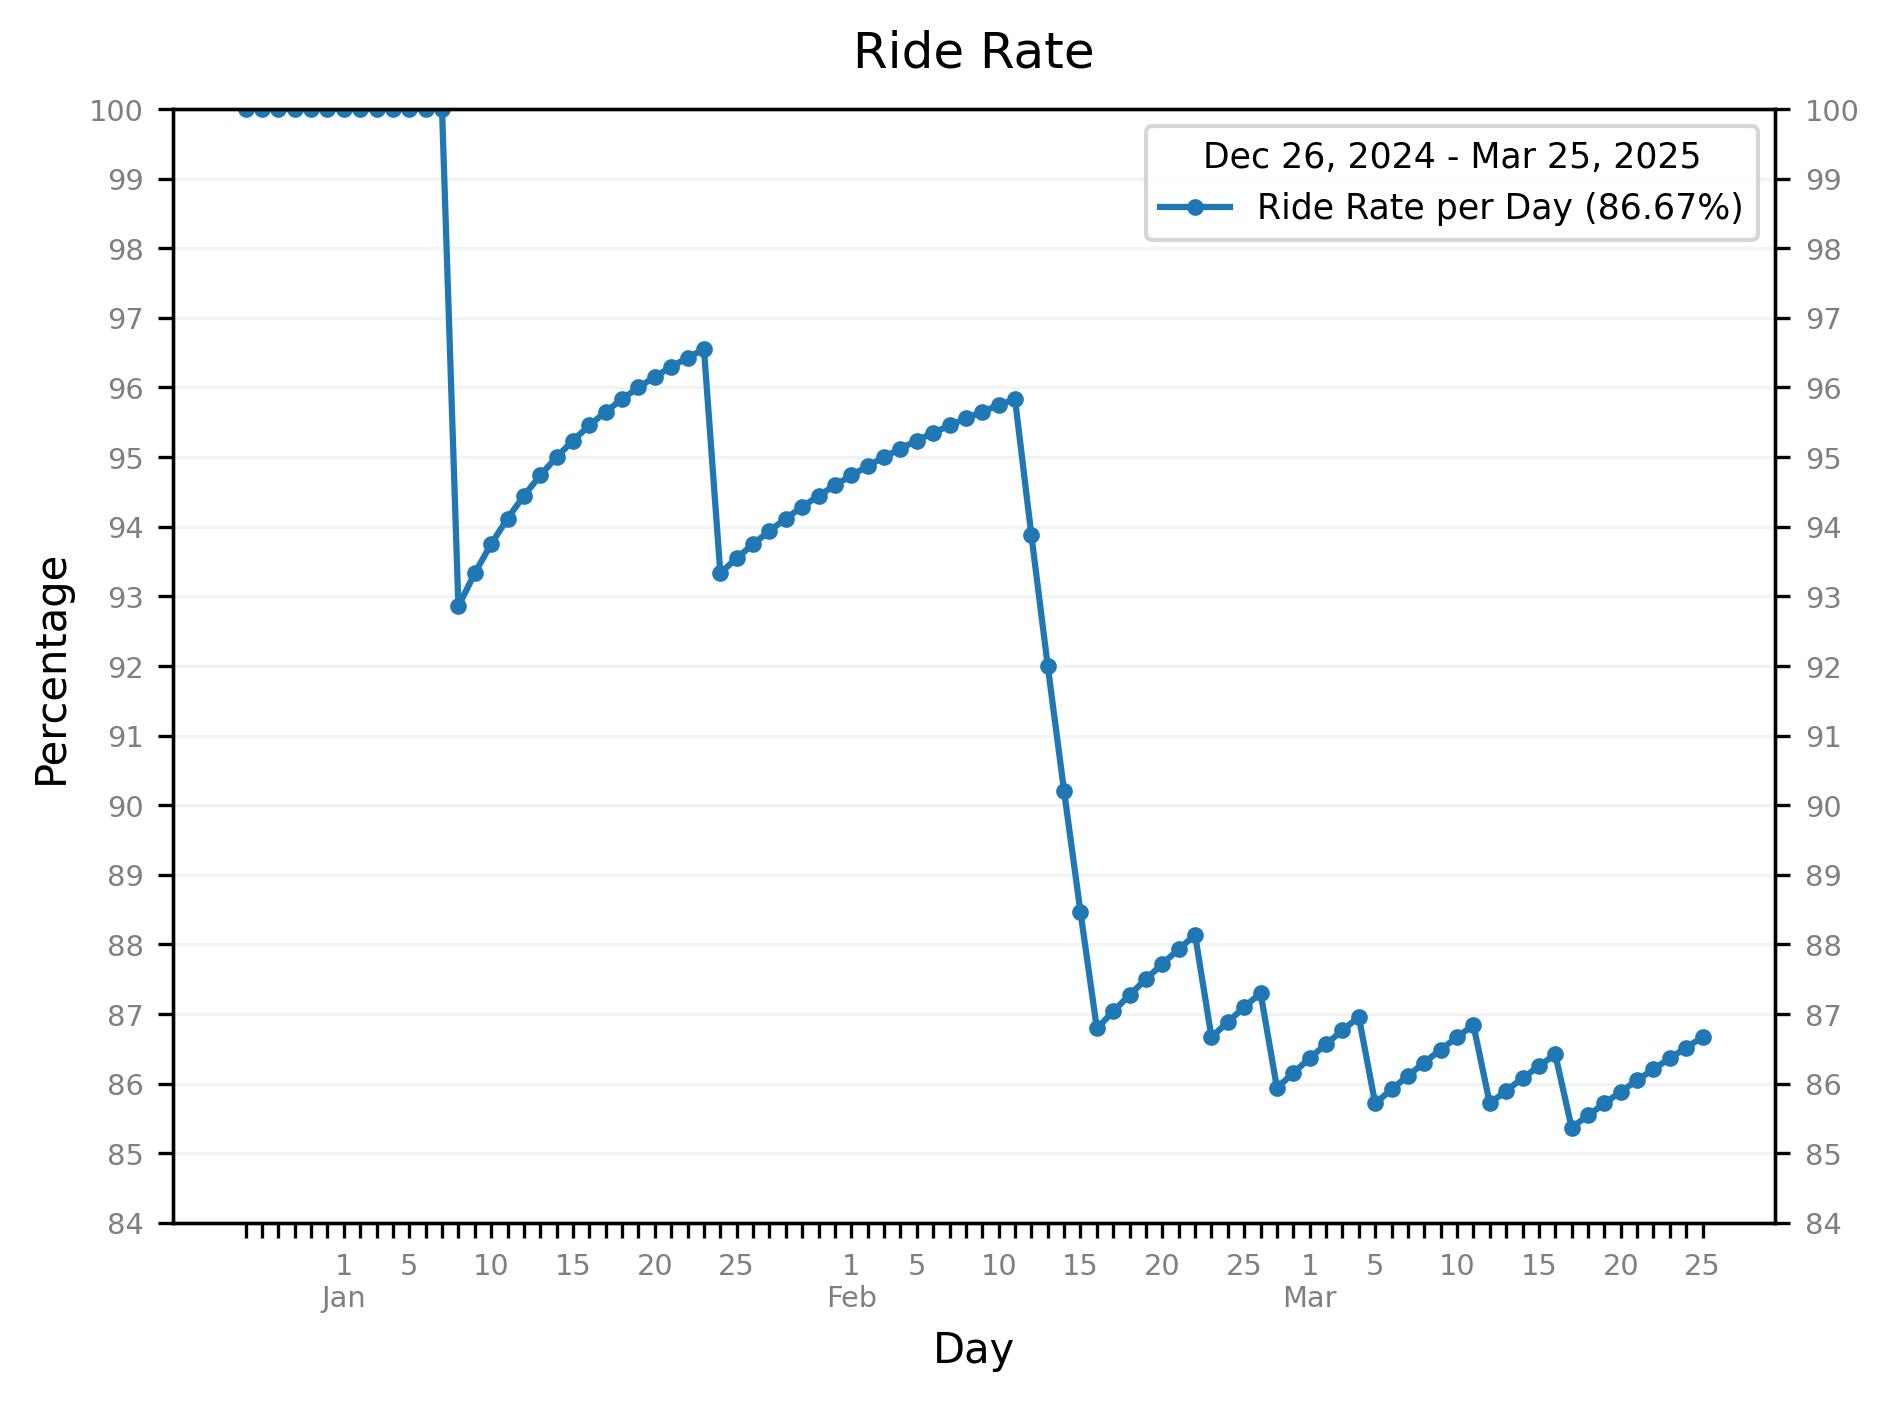 Ride Rate
100 100
Dec 26, 2024 - Mar 25, 2025
99 99
Ride Rate per Day (86.67%)
98 98
97 97
96 96
95 95
94 94
93 93
92 92
91 91
90 90
89 89
88 88
87 87
86 86
85 85
84 84
Percentage
1 5 10 15 20 25 1 5 10 15 20 25 1 5 10 15 20 25
Jan Feb Mar
Day